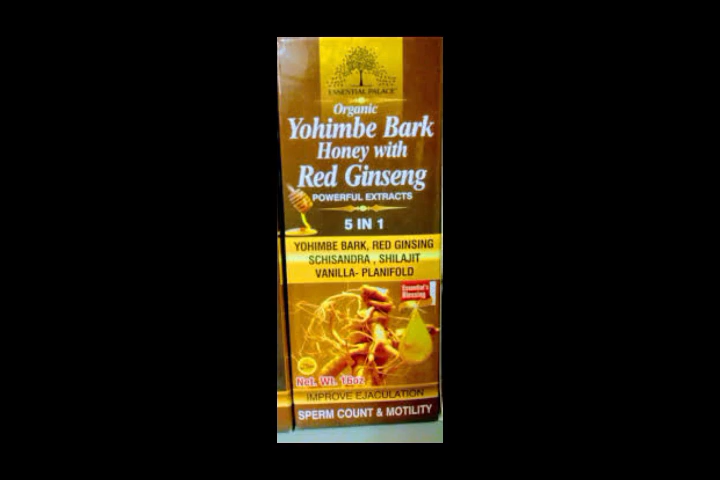 ESSENTIAL PALACE
Organic
Yohimbe Bark
Honey with
Red Ginseng
POWERFUL EXTRACTS
5 IN 1
YOHIMBE BARK, RED GINSING
SCHISANDRA , SHILAJIT
VANILLA- PLANIFOLD
Essential's
Blessing
Net. Wt. 16oz
IMPROVE EJACULATION
SPERM COUNT & MOTILITY